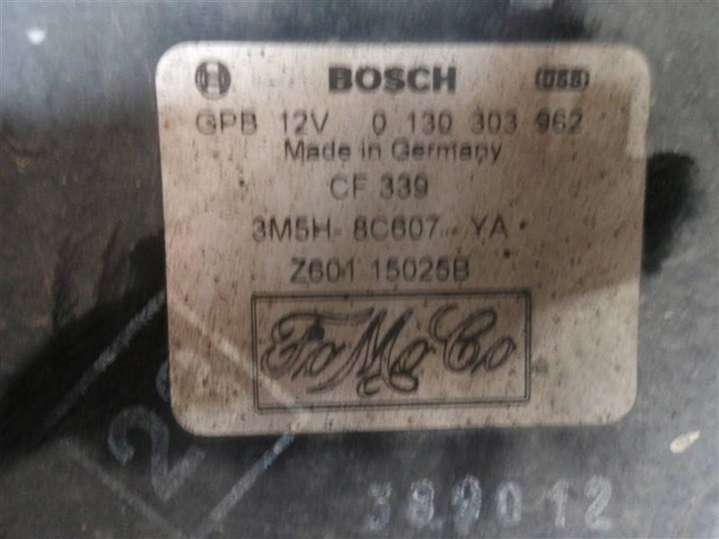 BOSCH
GPB 12V 0 130 303 962
Made in Germany
CF 339
3M5H- 8C607 - YA
Z601 15025B
FoMoCo
389012